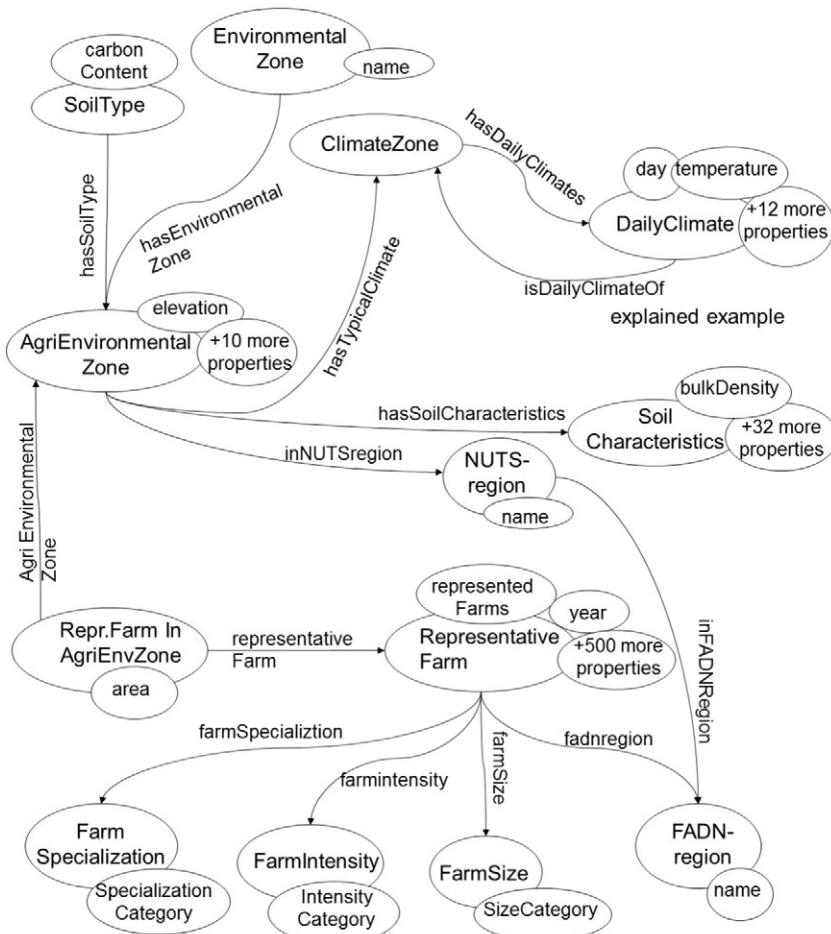 carbon
Content
SoilType
Environmental
Zone
name
ClimateZone
hasDailyClimates
day
temperature
DailyClimate
+12 more
properties
isDailyClimateOf
explained example
hasSoilType
hasEnvironmental
Zone
hasTypicalClimate
elevation
AgriEnvironmental
Zone
+10 more
properties
hasSoilCharacteristics
bulkDensity
Soil
Characteristics
+32 more
properties
inNUTSregion
NUTS-
region
name
Agri Environmental
Zone
Repr.Farm In
AgriEnvZone
area
representative
Farm
represented
Farms
year
Representative
Farm
+500 more
properties
inFADNRegion
farmSpecializtion
farmintensity
farmSize
fadnregion
Farm
Specialization
Specialization
Category
FarmIntensity
Intensity
Category
FarmSize
SizeCategory
FADN-
region
name